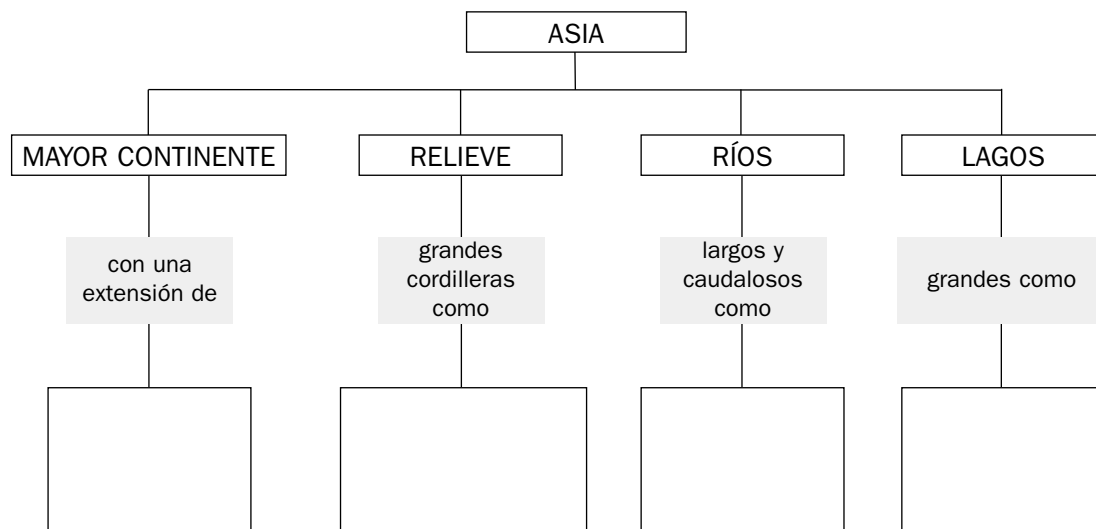 ASIA
MAYOR CONTINENTE
RELIEVE
RÍOS
LAGOS
con una
extensión de
grandes
cordilleras
como
largos y
caudalosos
como
grandes como